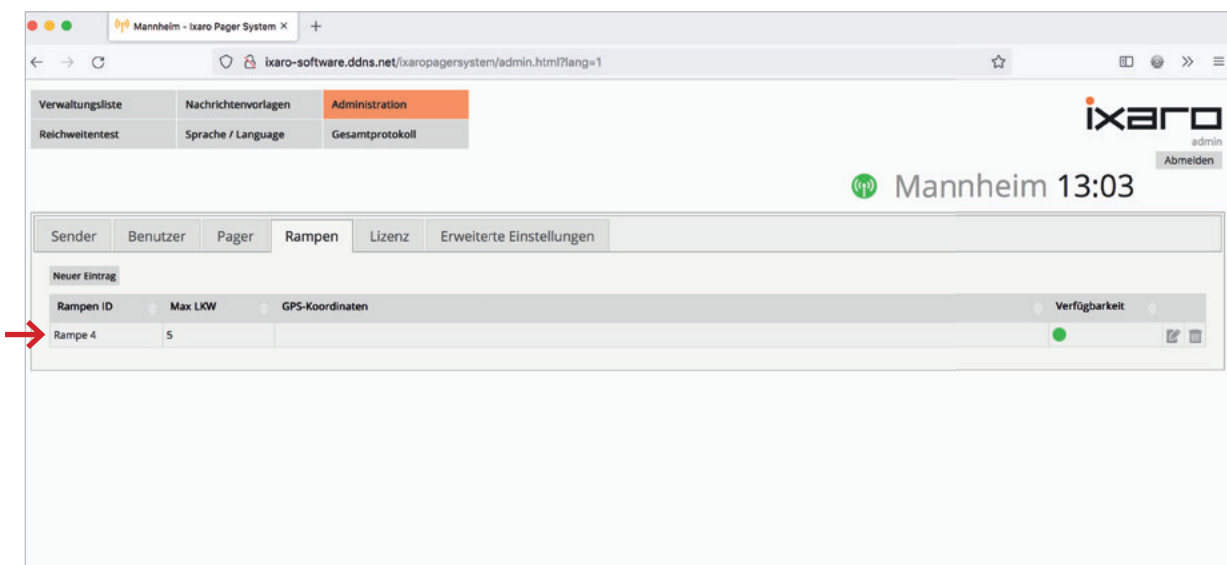 Mannheim - Ixaro Pager System × +
ixaro-software.ddns.net/ixaropagersystem/admin.html?lang=1
Verwaltungsliste Nachrichtenvorlagen Administration
Reichweitentest Sprache / Language Gesamtprotokoll
ixaro
admin
Abmelden
Mannheim 13:03
Sender Benutzer Pager Rampen Lizenz Erweiterte Einstellungen
Neuer Eintrag
Rampen ID Max LKW GPS-Koordinaten Verfügbarkeit
Rampe 4 5